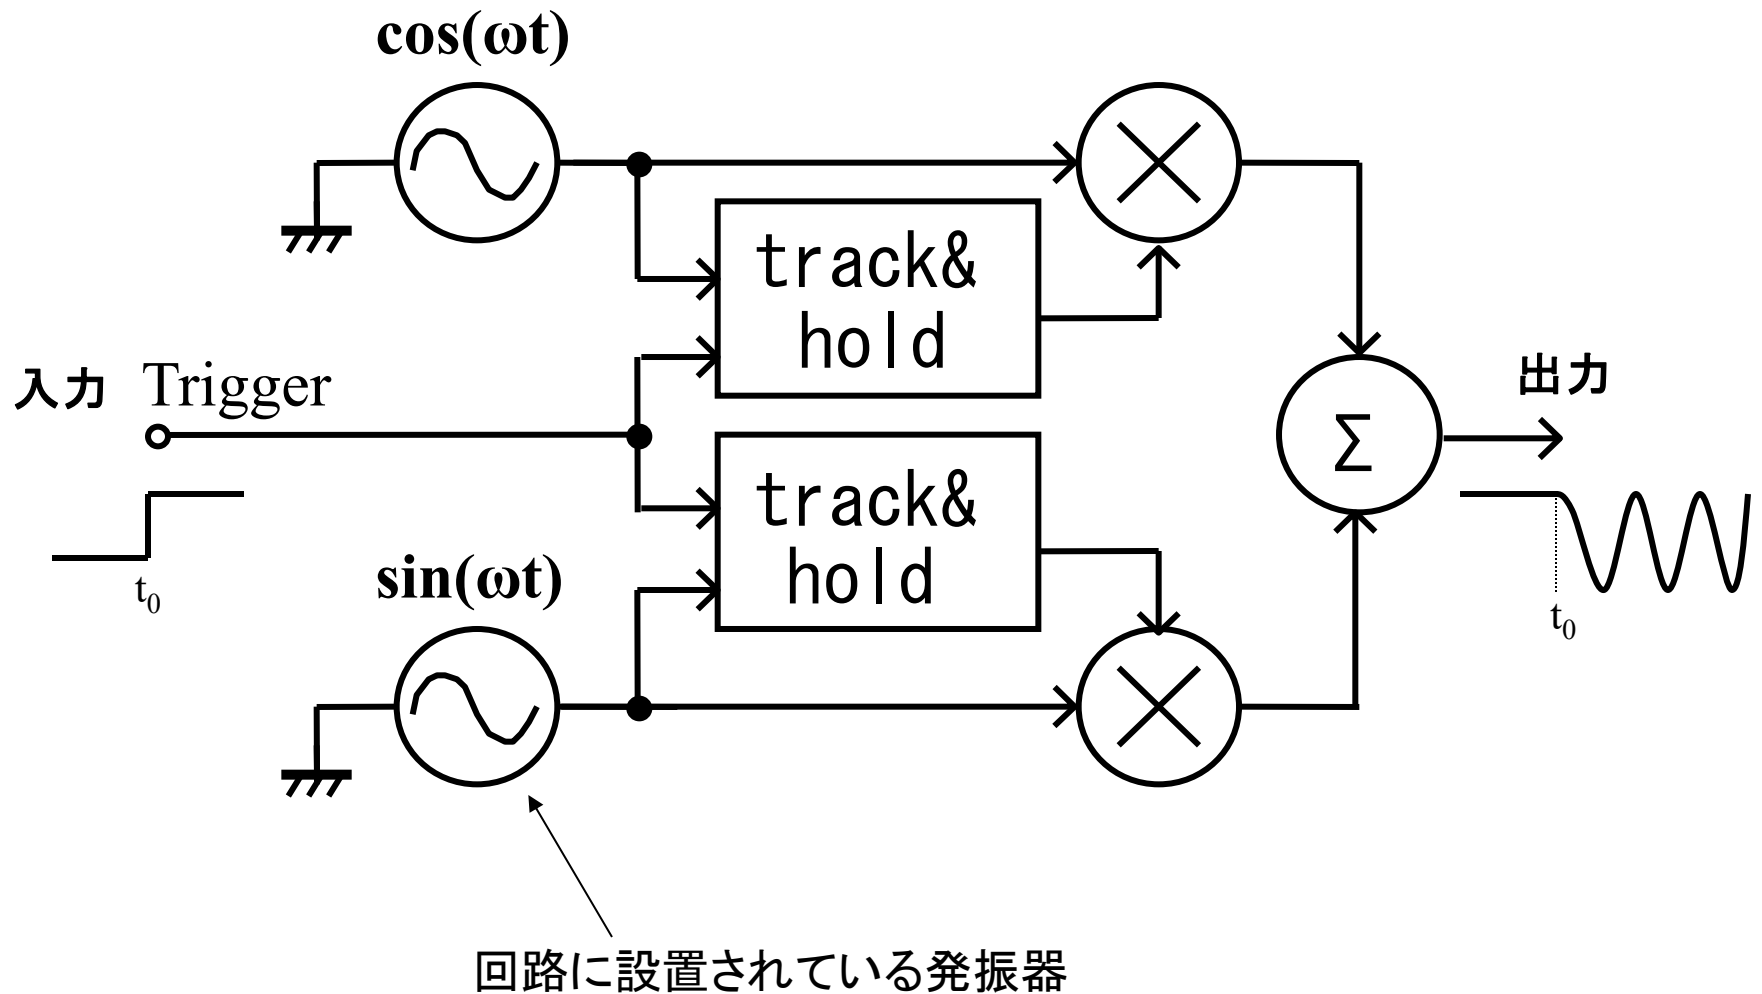 cos(ωt)
track&
hold
入力 Trigger
出力
Σ
track&
hold
t₀
sin(ωt)
t₀
回路に設置されている発振器